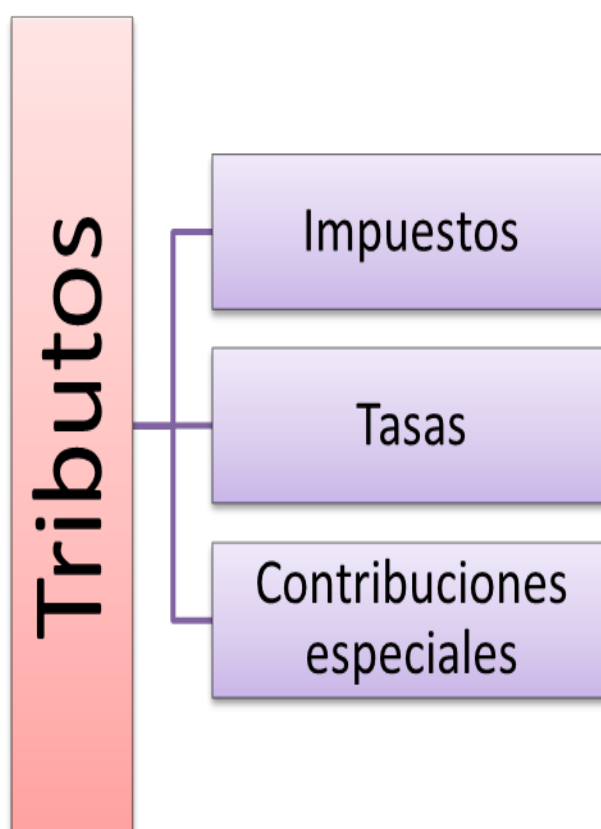 Tributos
Impuestos
Tasas
Contribuciones
especiales